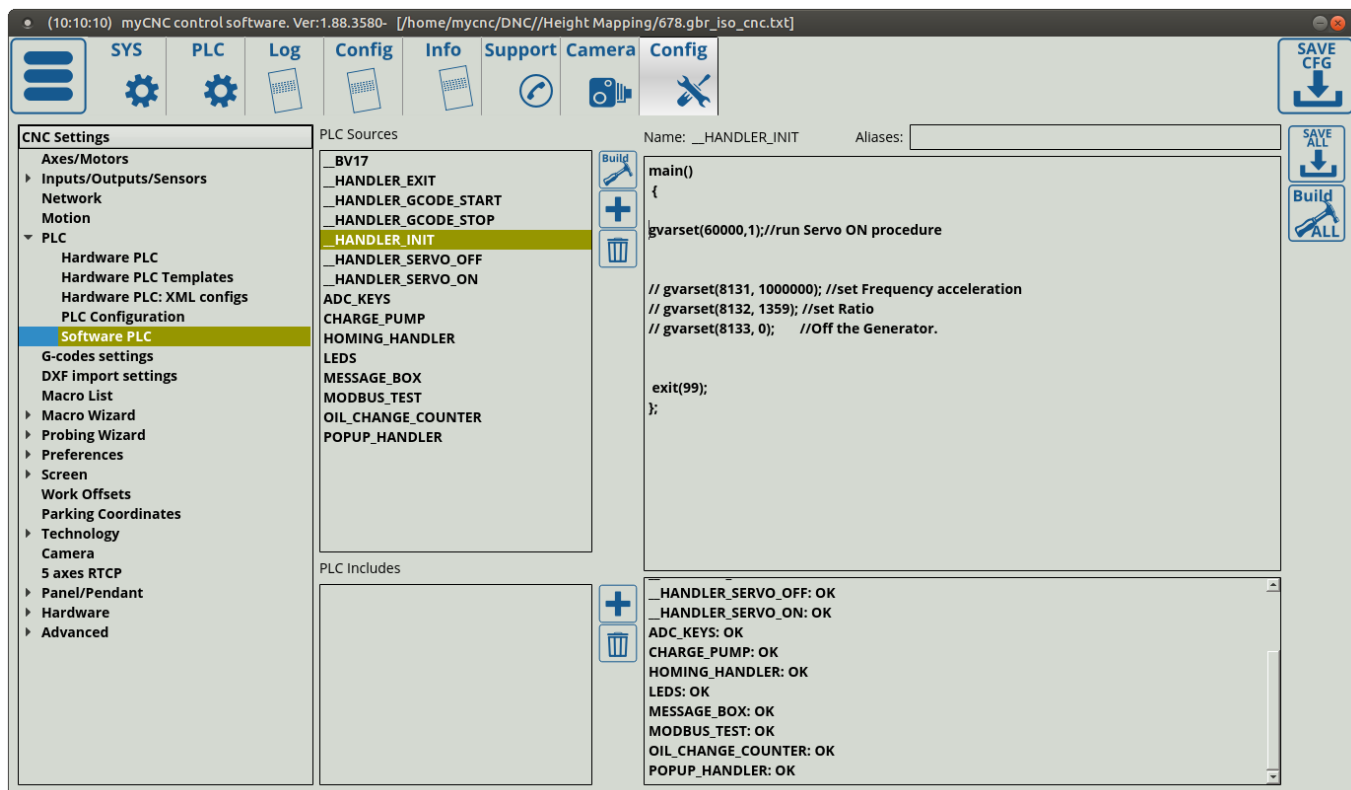 (10:10:10) myCNC control software. Ver:1.88.3580- [/home/mycnc/DNC//Height Mapping/678.gbr_iso_cnc.txt]
SYS
PLC
Log
Config
Info
Support
Camera
Config
SAVE
CFG
CNC Settings
Axes/Motors
Inputs/Outputs/Sensors
Network
Motion
PLC
Hardware PLC
Hardware PLC Templates
Hardware PLC: XML configs
PLC Configuration
Software PLC
G-codes settings
DXF import settings
Macro List
Macro Wizard
Probing Wizard
Preferences
Screen
Work Offsets
Parking Coordinates
Technology
Camera
5 axes RTCP
Panel/Pendant
Hardware
Advanced
PLC Sources
__BV17
__HANDLER_EXIT
__HANDLER_GCODE_START
__HANDLER_GCODE_STOP
__HANDLER_INIT
__HANDLER_SERVO_OFF
__HANDLER_SERVO_ON
ADC_KEYS
CHARGE_PUMP
HOMING_HANDLER
LEDS
MESSAGE_BOX
MODBUS_TEST
OIL_CHANGE_COUNTER
POPUP_HANDLER
Build
PLC Includes
Name: __HANDLER_INIT
Aliases:
main()
{
gvarset(60000,1);//run Servo ON procedure
// gvarset(8131, 1000000); //set Frequency acceleration
// gvarset(8132, 1359); //set Ratio
// gvarset(8133, 0); //Off the Generator.
exit(99);
};
__HANDLER_SERVO_OFF: OK
__HANDLER_SERVO_ON: OK
ADC_KEYS: OK
CHARGE_PUMP: OK
HOMING_HANDLER: OK
LEDS: OK
MESSAGE_BOX: OK
MODBUS_TEST: OK
OIL_CHANGE_COUNTER: OK
POPUP_HANDLER: OK
SAVE
ALL
Build
ALL